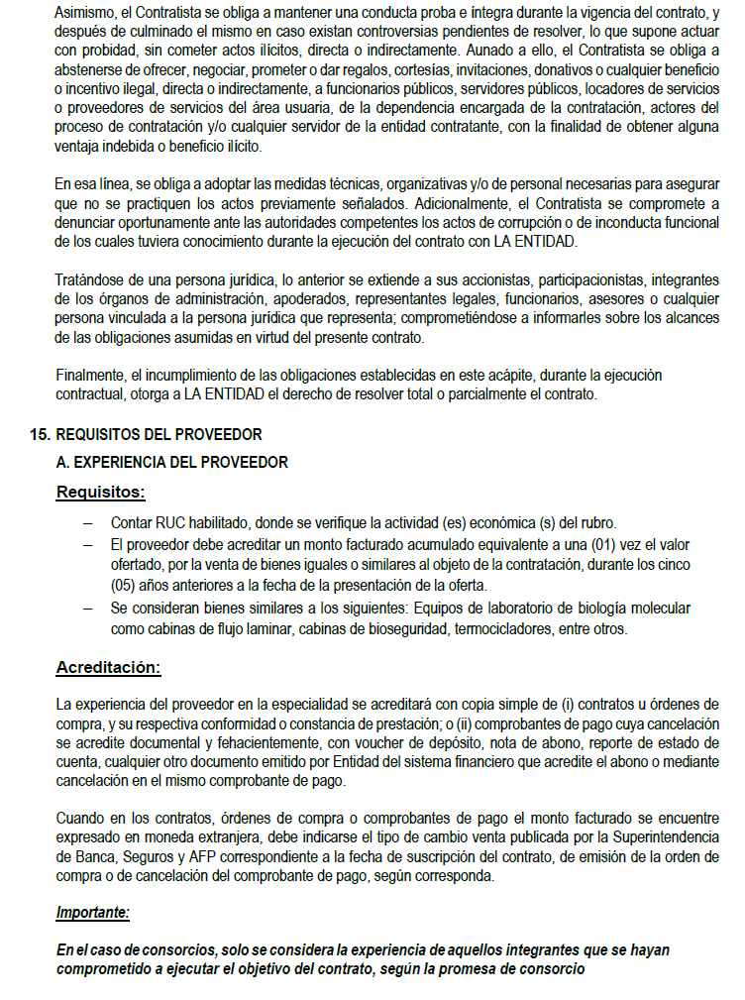 Asimismo, el Contratista se obliga a mantener una conducta proba e íntegra durante la vigencia del contrato, y
después de culminado el mismo en caso existan controversias pendientes de resolver, lo que supone actuar
con probidad, sin cometer actos ilícitos, directa o indirectamente. Aunado a ello, el Contratista se obliga a
abstenerse de ofrecer, negociar, prometer o dar regalos, cortesías, invitaciones, donativos o cualquier beneficio
o incentivo ilegal, directa o indirectamente, a funcionarios públicos, servidores públicos, locadores de servicios
o proveedores de servicios del área usuaria, de la dependencia encargada de la contratación, actores del
proceso de contratación y/o cualquier servidor de la entidad contratante, con la finalidad de obtener alguna
ventaja indebida o beneficio ilícito.
En esa línea, se obliga a adoptar las medidas técnicas, organizativas y/o de personal necesarias para asegurar
que no se practiquen los actos previamente señalados. Adicionalmente, el Contratista se compromete a
denunciar oportunamente ante las autoridades competentes los actos de corrupción o de inconducta funcional
de los cuales tuviera conocimiento durante la ejecución del contrato con LA ENTIDAD.
Tratándose de una persona jurídica, lo anterior se extiende a sus accionistas, participacionistas, integrantes
de los órganos de administración, apoderados, representantes legales, funcionarios, asesores o cualquier
persona vinculada a la persona jurídica que representa; comprometiéndose a informarles sobre los alcances
de las obligaciones asumidas en virtud del presente contrato.
Finalmente, el incumplimiento de las obligaciones establecidas en este acápite, durante la ejecución
contractual, otorga a LA ENTIDAD el derecho de resolver total o parcialmente el contrato.
15. REQUISITOS DEL PROVEEDOR
A. EXPERIENCIA DEL PROVEEDOR
Requisitos:
– Contar RUC habilitado, donde se verifique la actividad (es) económica (s) del rubro.
– El proveedor debe acreditar un monto facturado acumulado equivalente a una (01) vez el valor
ofertado, por la venta de bienes iguales o similares al objeto de la contratación, durante los cinco
(05) años anteriores a la fecha de la presentación de la oferta.
– Se consideran bienes similares a los siguientes: Equipos de laboratorio de biología molecular
como cabinas de flujo laminar, cabinas de bioseguridad, termocicladores, entre otros.
Acreditación:
La experiencia del proveedor en la especialidad se acreditará con copia simple de (i) contratos u órdenes de
compra, y su respectiva conformidad o constancia de prestación; o (ii) comprobantes de pago cuya cancelación
se acredite documental y fehacientemente, con voucher de depósito, nota de abono, reporte de estado de
cuenta, cualquier otro documento emitido por Entidad del sistema financiero que acredite el abono o mediante
cancelación en el mismo comprobante de pago.
Cuando en los contratos, órdenes de compra o comprobantes de pago el monto facturado se encuentre
expresado en moneda extranjera, debe indicarse el tipo de cambio venta publicada por la Superintendencia
de Banca, Seguros y AFP correspondiente a la fecha de suscripción del contrato, de emisión de la orden de
compra o de cancelación del comprobante de pago, según corresponda.
Importante:
En el caso de consorcios, solo se considera la experiencia de aquellos integrantes que se hayan
comprometido a ejecutar el objetivo del contrato, según la promesa de consorcio